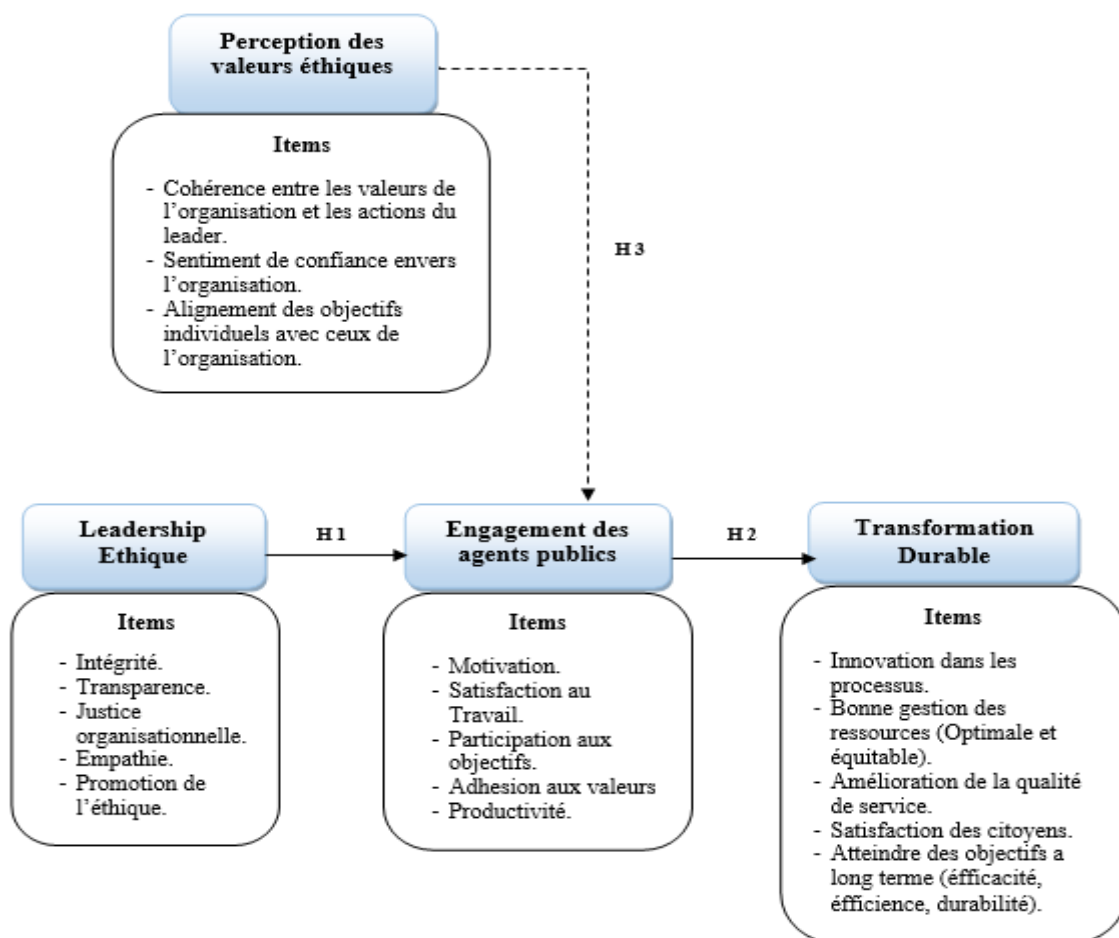 Perception des
valeurs éthiques
Items
- Cohérence entre les valeurs de
l'organisation et les actions du
leader.
- Sentiment de confiance envers
l'organisation.
- Alignement des objectifs
individuels avec ceux de
l'organisation.
H3
Leadership
Ethique
H1
Engagement des
agents publics
H2
Transformation
Durable
Items
- Intégrité.
- Transparence.
- Justice
organisationnelle.
- Empathie.
- Promotion de
l'éthique.
Items
- Motivation.
- Satisfaction au
Travail.
- Participation aux
objectifs.
- Adhesion aux valeurs
- Productivité.
Items
- Innovation dans les
processus.
- Bonne gestion des
ressources (Optimale et
équitable).
- Amélioration de la qualité
de service.
- Satisfaction des citoyens.
- Atteindre des objectifs a
long terme (éfficacité,
éfficience, durabilité).